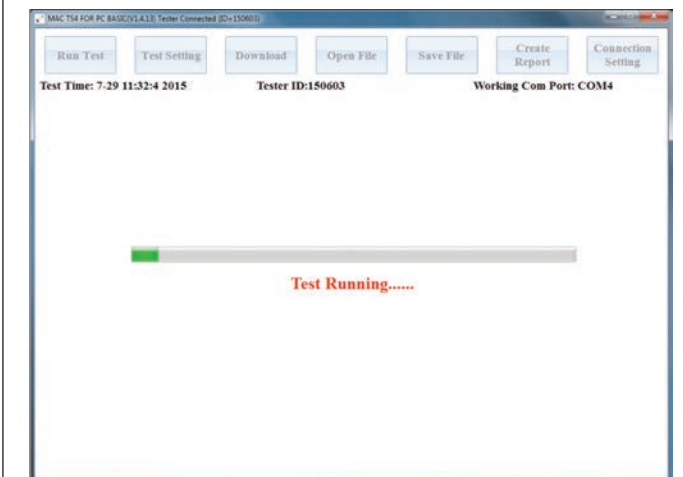 MAC TS4 FOR PC BASIC(V1.4.13) Tester Connected (ID=150603)
Run Test
Test Setting
Download
Open File
Save File
Create
Report
Connection
Setting
Test Time: 7-29 11:32:4 2015
Tester ID:150603
Working Com Port: COM4
Test Running......